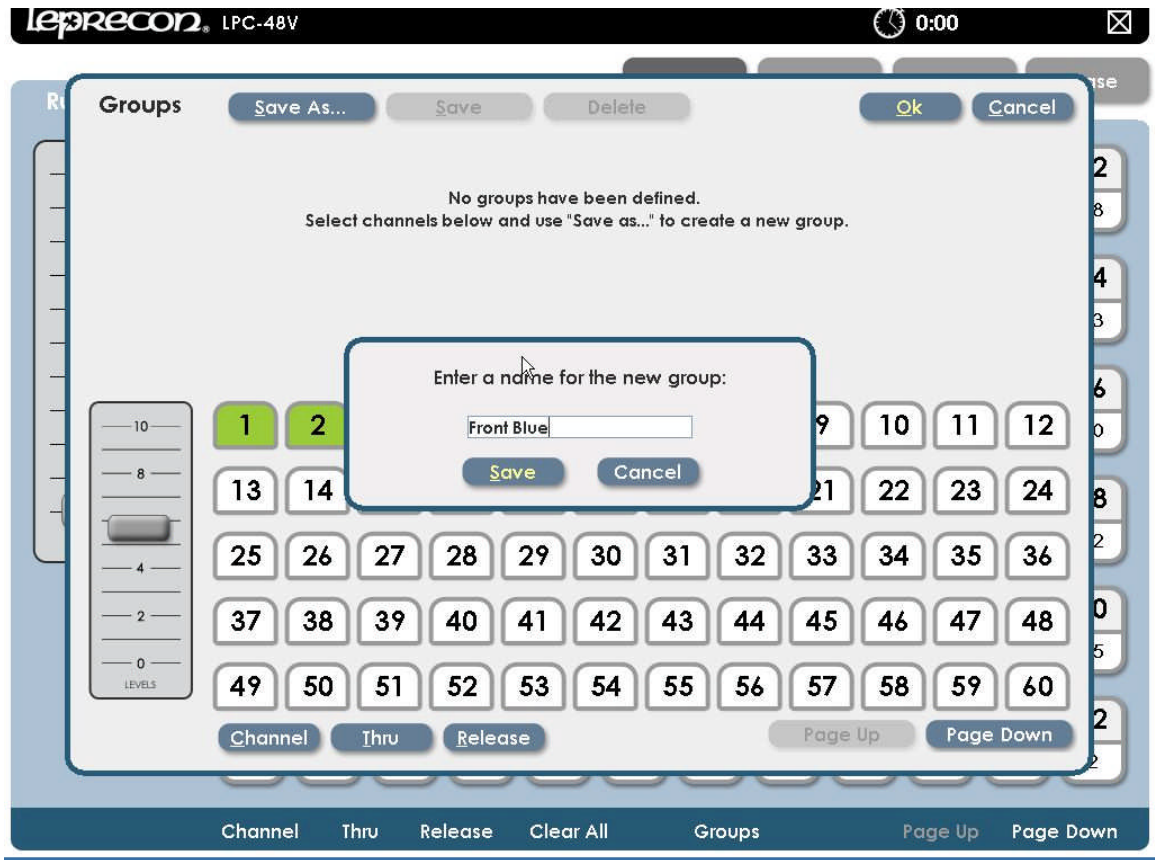 leprecon® LPC-48V 0:00
Groups Save As... Save Delete Ok Cancel
No groups have been defined.
Select channels below and use "Save as..." to create a new group.
Enter a name for the new group:
Front Blue
Save Cancel
10 8 4 2 0 LEVELS
1 2 9 10 11 12
13 14 21 22 23 24
25 26 27 28 29 30 31 32 33 34 35 36
37 38 39 40 41 42 43 44 45 46 47 48
49 50 51 52 53 54 55 56 57 58 59 60
Channel Thru Release Page Up Page Down
Channel Thru Release Clear All Groups Page Up Page Down